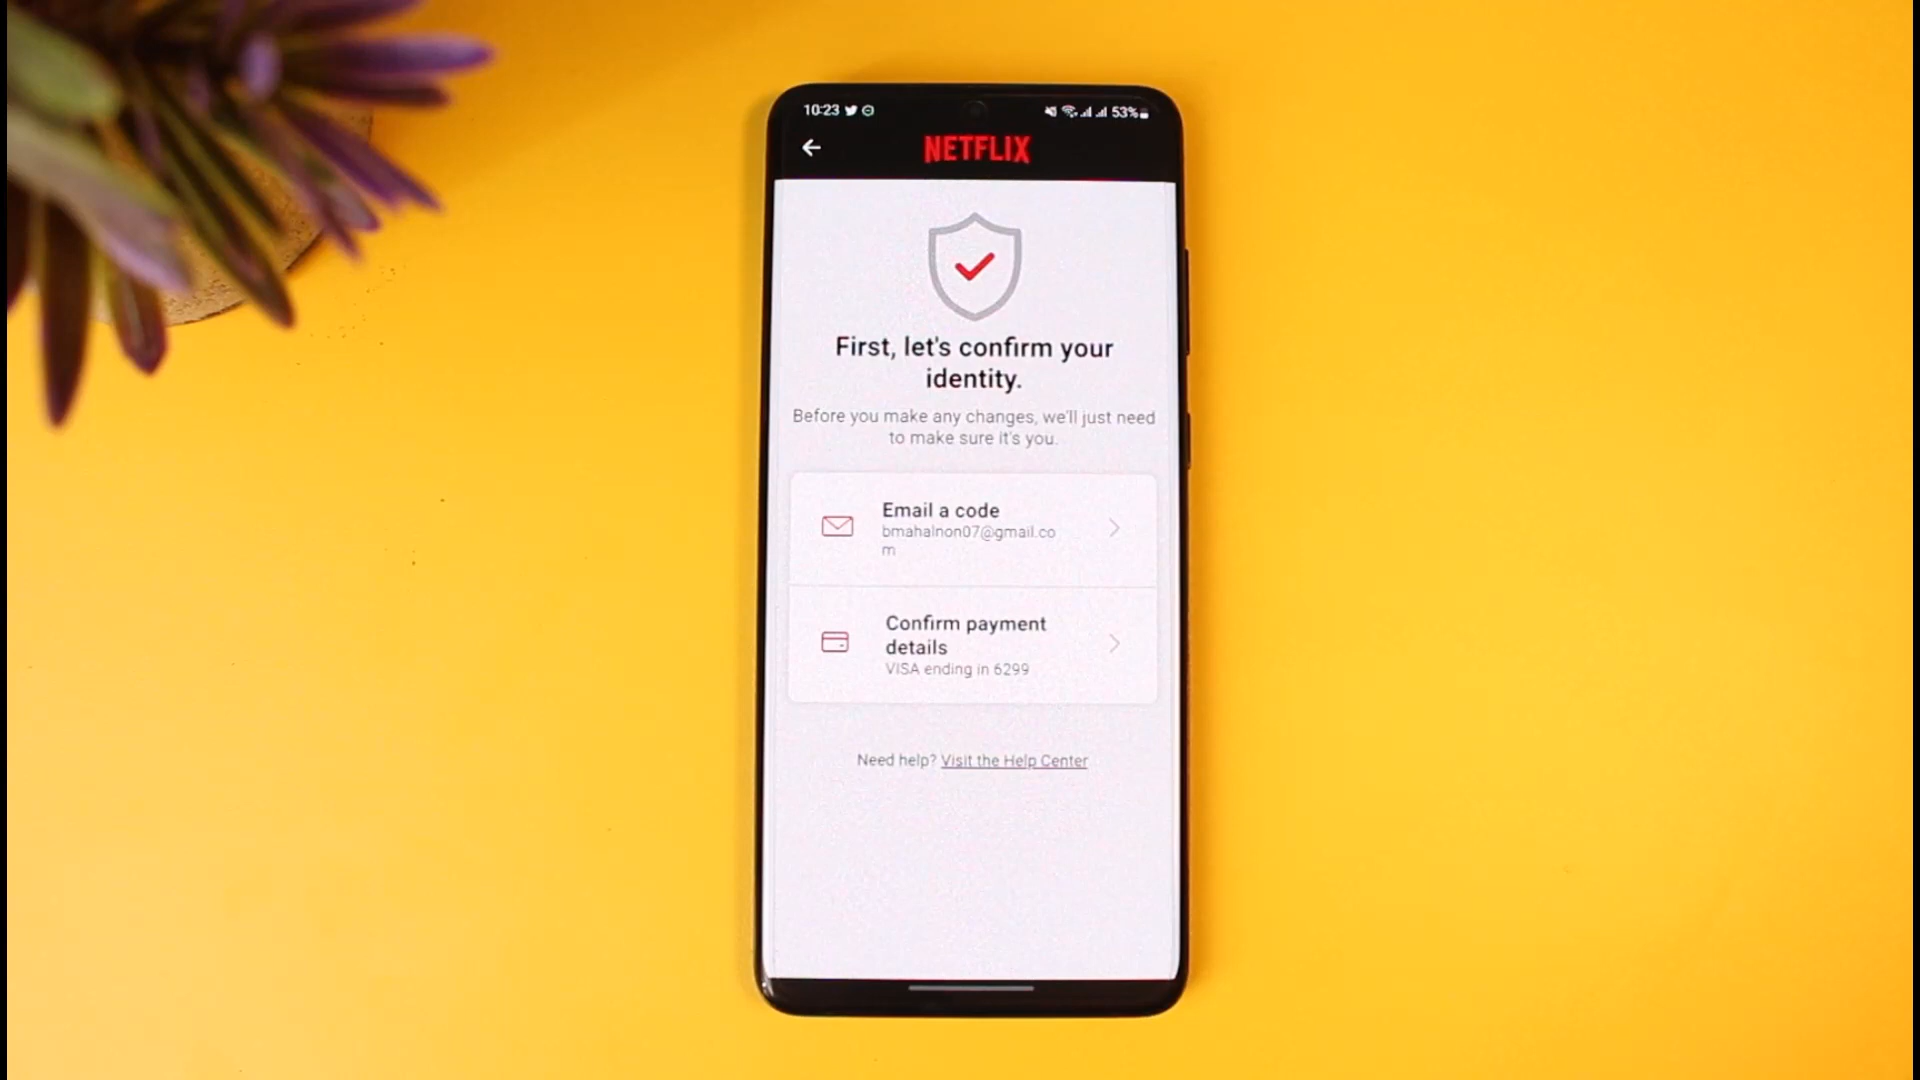 10:23
53%
NETFLIX
First, let's confirm your
identity.
Before you make any changes, we'll just need
to make sure it's you.
Email a code
bmahalnon07@gmail.co
m
Confirm payment
details
VISA ending in 6299
Need help? Visit the Help Center